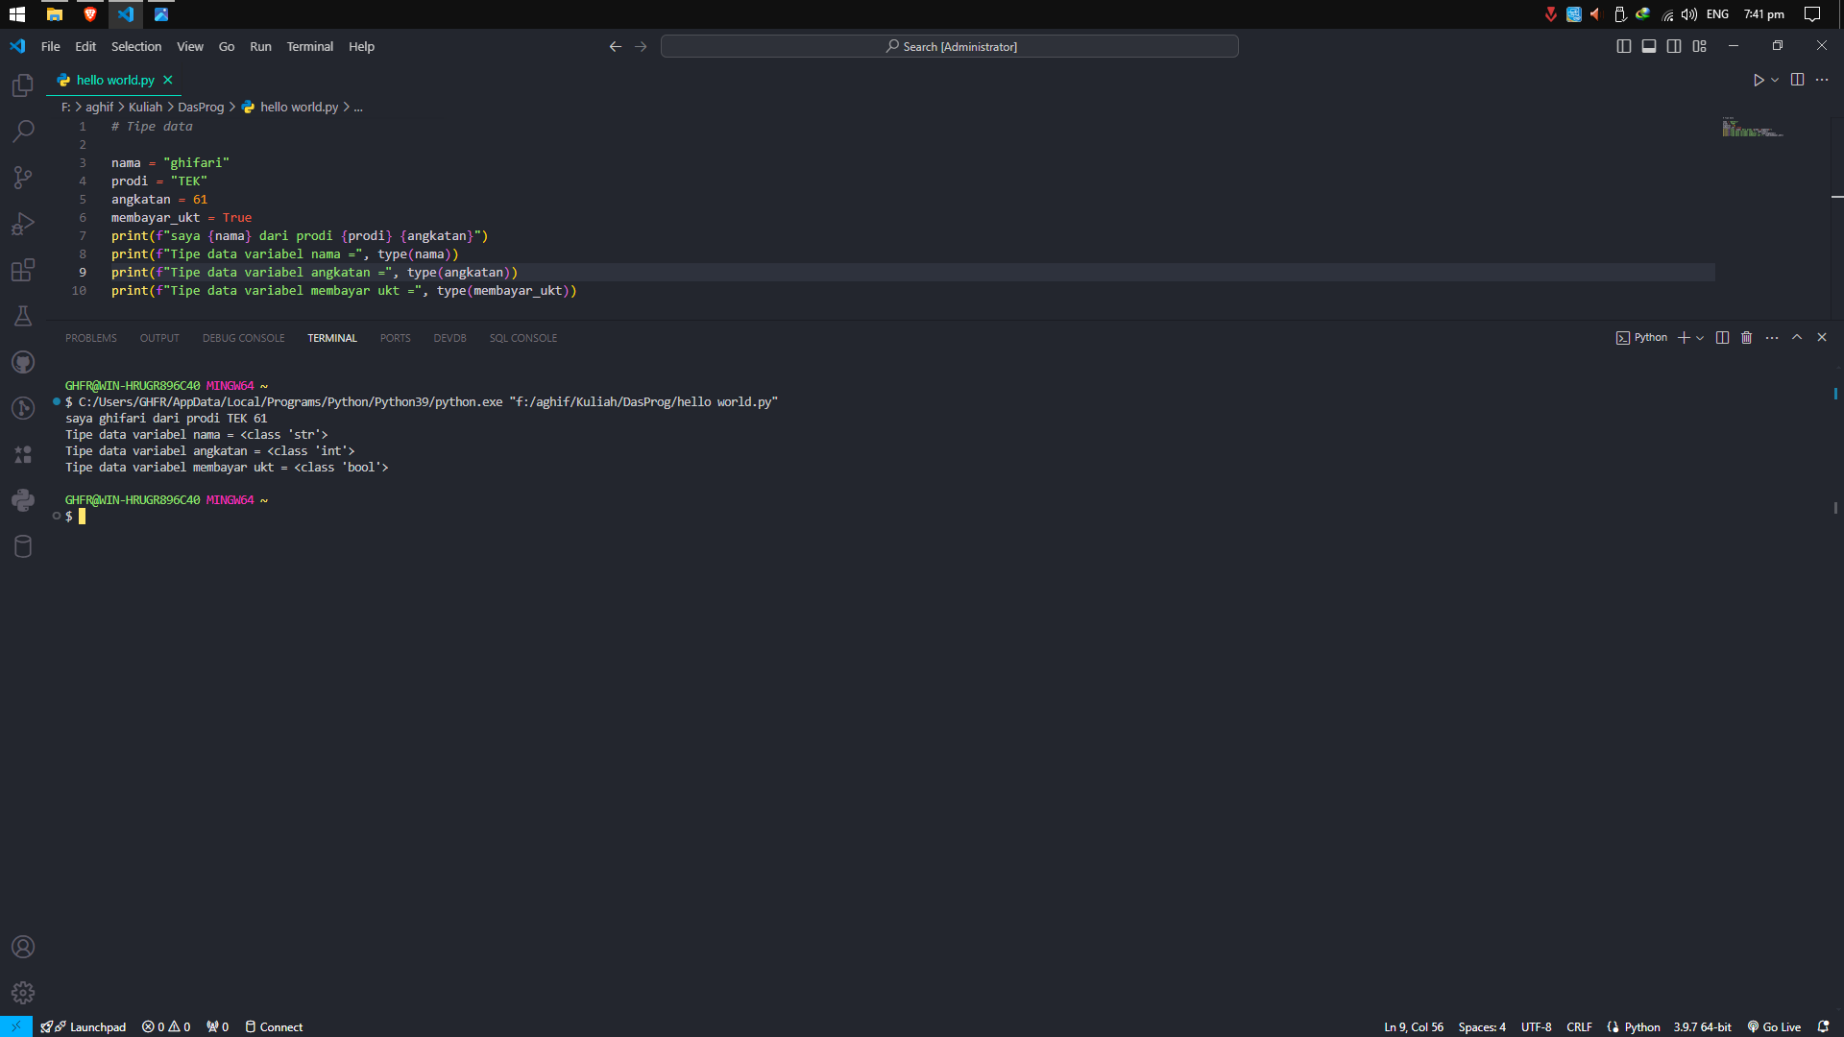 ENG 7:41 pm
File Edit Selection View Go Run Terminal Help
Search [Administrator]
hello world.py
F: > aghif > Kuliah > DasProg > hello world.py > ...
1 # Tipe data
2
3 nama = "ghifari"
4 prodi = "TEK"
5 angkatan = 61
6 membayar_ukt = True
7 print(f"saya {nama} dari prodi {prodi} {angkatan}")
8 print(f"Tipe data variabel nama =", type(nama))
9 print(f"Tipe data variabel angkatan =", type(angkatan))
10 print(f"Tipe data variabel membayar ukt =", type(membayar_ukt))
PROBLEMS OUTPUT DEBUG CONSOLE TERMINAL PORTS DEVDB SQL CONSOLE
Python
GHFR@WIN-HRUGR896C40 MINGW64 ~
$ C:/Users/GHFR/AppData/Local/Programs/Python/Python39/python.exe "f:/aghif/Kuliah/DasProg/hello world.py"
saya ghifari dari prodi TEK 61
Tipe data variabel nama = <class 'str'>
Tipe data variabel angkatan = <class 'int'>
Tipe data variabel membayar ukt = <class 'bool'>
GHFR@WIN-HRUGR896C40 MINGW64 ~
$
Launchpad 0 0 0 Connect Ln 9, Col 56 Spaces: 4 UTF-8 CRLF Python 3.9.7 64-bit Go Live